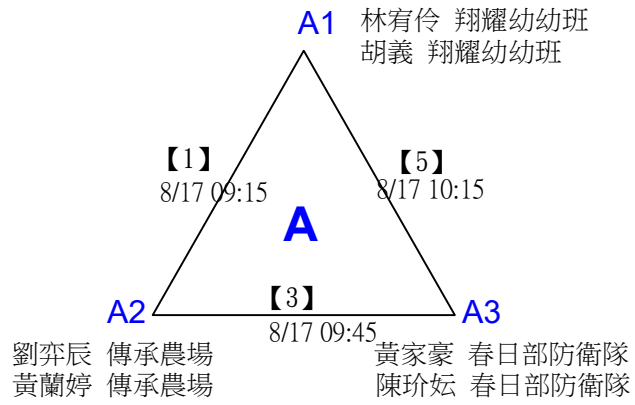 A1 林宥伶 翔耀幼幼班
胡義 翔耀幼幼班
【1】
8/17 09:15
【5】
8/17 10:15
A
【3】
8/17 09:45
A2
A3
劉弈辰 傳承農場
黃蘭婷 傳承農場
黃家豪 春日部防衛隊
陳玠妘 春日部防衛隊